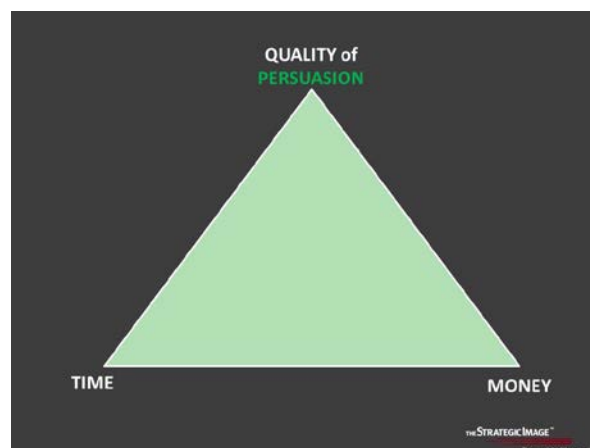 QUALITY of
PERSUASION
TIME
MONEY
THE STRATEGIC IMAGE™